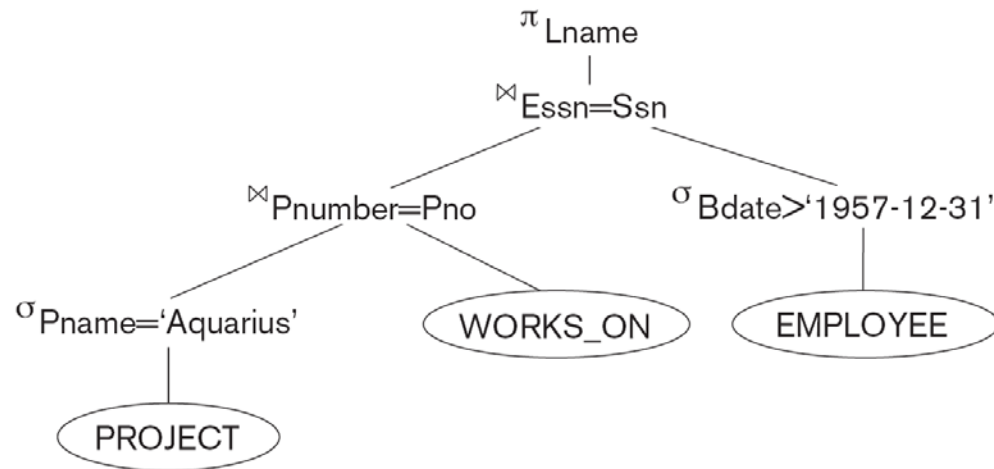 π Lname
⋈ Essn=Ssn
⋈ Pnumber=Pno
σ Bdate>‘1957-12-31’
σ Pname=‘Aquarius’
WORKS_ON
EMPLOYEE
PROJECT